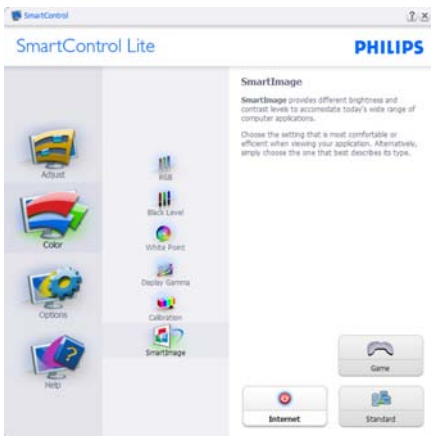 SmartControl
SmartControl Lite
PHILIPS
Adjust
Color
Options
Help
RGB
Black Level
White Point
Display Gamma
Calibration
SmartImage
SmartImage
SmartImage provides different brightness and
contrast levels to accomodate today's wide range of
computer applications.
Choose the setting that is most comfortable or
efficient when viewing your application. Alternatively,
simply choose the one that best describes its type.
Game
Internet
Standard